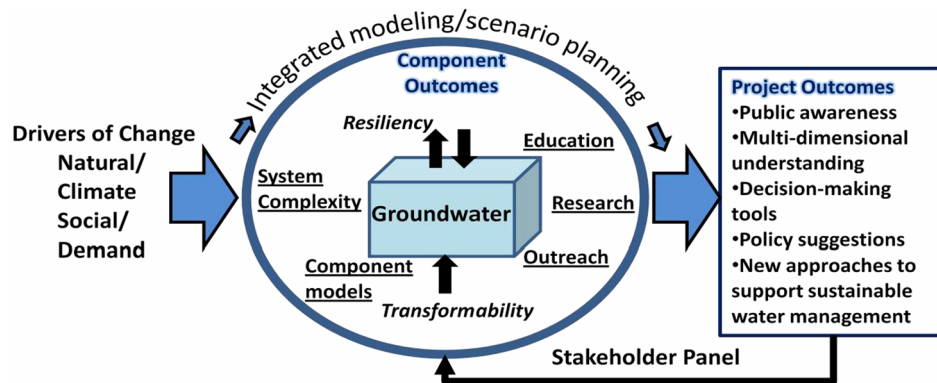 Integrated modeling/scenario planning
Drivers of Change
Natural/
Climate
Social/
Demand
Component
Outcomes
Resiliency
Education
System
Complexity
Groundwater
Research
Component
models
Outreach
Transformability
Project Outcomes
•Public awareness
•Multi-dimensional
understanding
•Decision-making
tools
•Policy suggestions
•New approaches to
support sustainable
water management
Stakeholder Panel